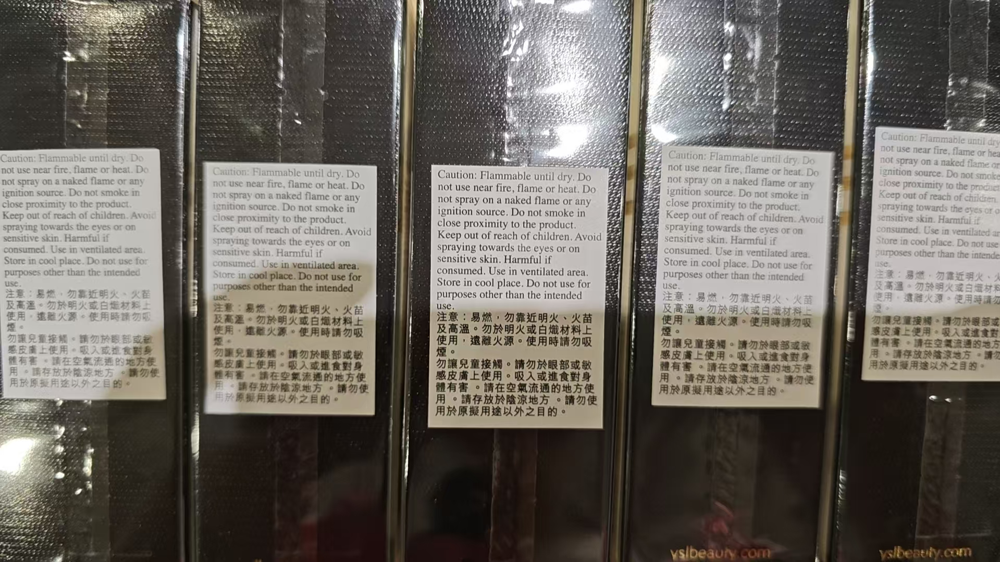 Caution: Flammable until dry. Do
not use near fire, flame or heat. Do
not spray on a naked flame or any
ignition source. Do not smoke in
close proximity to the product.
Keep out of reach of children. Avoid
spraying towards the eyes or on
sensitive skin. Harmful if
consumed. Use in ventilated area.
Store in cool place. Do not use for
purposes other than the intended
use.
注意：易燃，勿靠近明火、火苗
及高溫。勿於明火或白熾材料上
使用，遠離火源。使用時請勿吸
煙。
勿讓兒童接觸。請勿於眼部或敏
感皮膚上使用。吸入或進食對身
體有害 。請在空氣流通的地方使
用 。請存放於陰涼地方 。請勿使
用於原擬用途以外之目的。
Caution: Flammable until dry. Do
not use near fire, flame or heat. Do
not spray on a naked flame or any
ignition source. Do not smoke in
close proximity to the product.
Keep out of reach of children. Avoid
spraying towards the eyes or on
sensitive skin. Harmful if
consumed. Use in ventilated area.
Store in cool place. Do not use for
purposes other than the intended
use.
注意：易燃，勿靠近明火、火苗
及高溫。勿於明火或白熾材料上
使用，遠離火源。使用時請勿吸
煙。
勿讓兒童接觸。請勿於眼部或敏
感皮膚上使用。吸入或進食對身
體有害 。請在空氣流通的地方使
用 。請存放於陰涼地方 。請勿使
用於原擬用途以外之目的。
Caution: Flammable until dry. Do
not use near fire, flame or heat. Do
not spray on a naked flame or any
ignition source. Do not smoke in
close proximity to the product.
Keep out of reach of children. Avoid
spraying towards the eyes or on
sensitive skin. Harmful if
consumed. Use in ventilated area.
Store in cool place. Do not use for
purposes other than the intended
use.
注意：易燃，勿靠近明火、火苗
及高溫。勿於明火或白熾材料上
使用，遠離火源。使用時請勿吸
煙。
勿讓兒童接觸。請勿於眼部或敏
感皮膚上使用。吸入或進食對身
體有害 。請在空氣流通的地方使
用 。請存放於陰涼地方 。請勿使
用於原擬用途以外之目的。
Caution: Flammable until dry. Do
not use near fire, flame or heat. Do
not spray on a naked flame or any
ignition source. Do not smoke in
close proximity to the product.
Keep out of reach of children. Avoid
spraying towards the eyes or on
sensitive skin. Harmful if
consumed. Use in ventilated area.
Store in cool place. Do not use for
purposes other than the intended
use.
注意：易燃，勿靠近明火、火苗
及高溫。勿於明火或白熾材料上
使用，遠離火源。使用時請勿吸
煙。
勿讓兒童接觸。請勿於眼部或敏
感皮膚上使用。吸入或進食對身
體有害 。請在空氣流通的地方使
用 。請存放於陰涼地方 。請勿使
用於原擬用途以外之目的。
yslbeauty.com
Caution: Flammable until dry
not use near fire, flame or
not spray on a naked flame or
ignition source. Do not smoke
close proximity to the product
Keep out of reach of children.
spraying towards the eyes or
sensitive skin. Harmful if
consumed. Use in ventilated
Store in cool place. Do not use
purposes other than the
use.
注意：易燃，勿靠近明火、
及高溫。勿於明火或白熾材料
使用，遠離火源。使用時請勿
煙。
勿讓兒童接觸。請勿於眼部或
感皮膚上使用。吸入或進食對
體有害 。請在空氣流通的地方
用 。請存放於陰涼地方 。請勿
用於原擬用途以外之目的。
yslbeauty.com